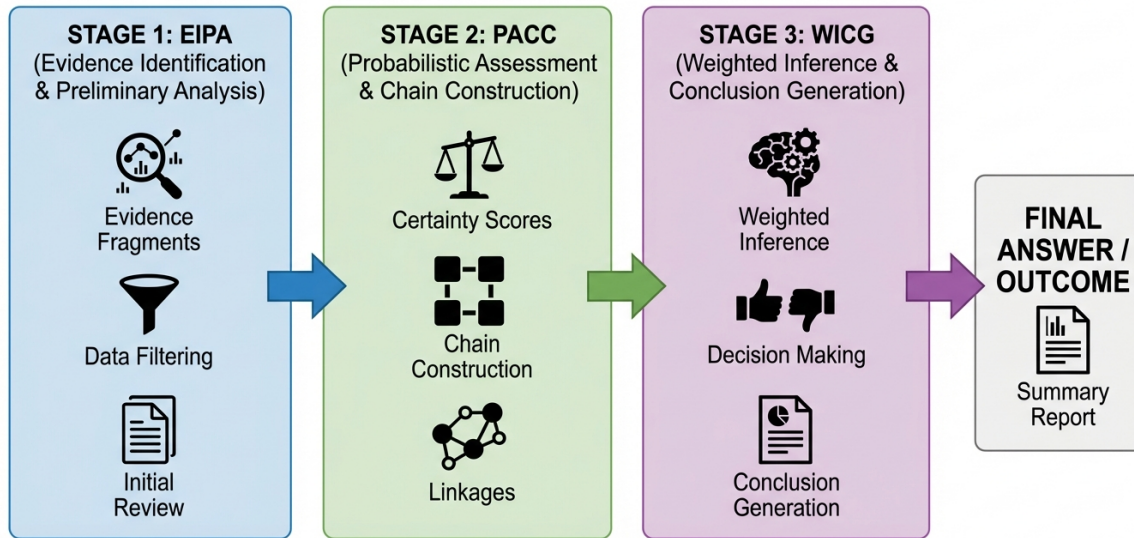 STAGE 1: EIPA
(Evidence Identification
& Preliminary Analysis)
Evidence
Fragments
Data Filtering
Initial
Review
STAGE 2: PACC
(Probabilistic Assessment
& Chain Construction)
Certainty Scores
Chain
Construction
Linkages
STAGE 3: WICG
(Weighted Inference &
Conclusion Generation)
Weighted
Inference
Decision Making
Conclusion
Generation
FINAL
ANSWER /
OUTCOME
Summary
Report